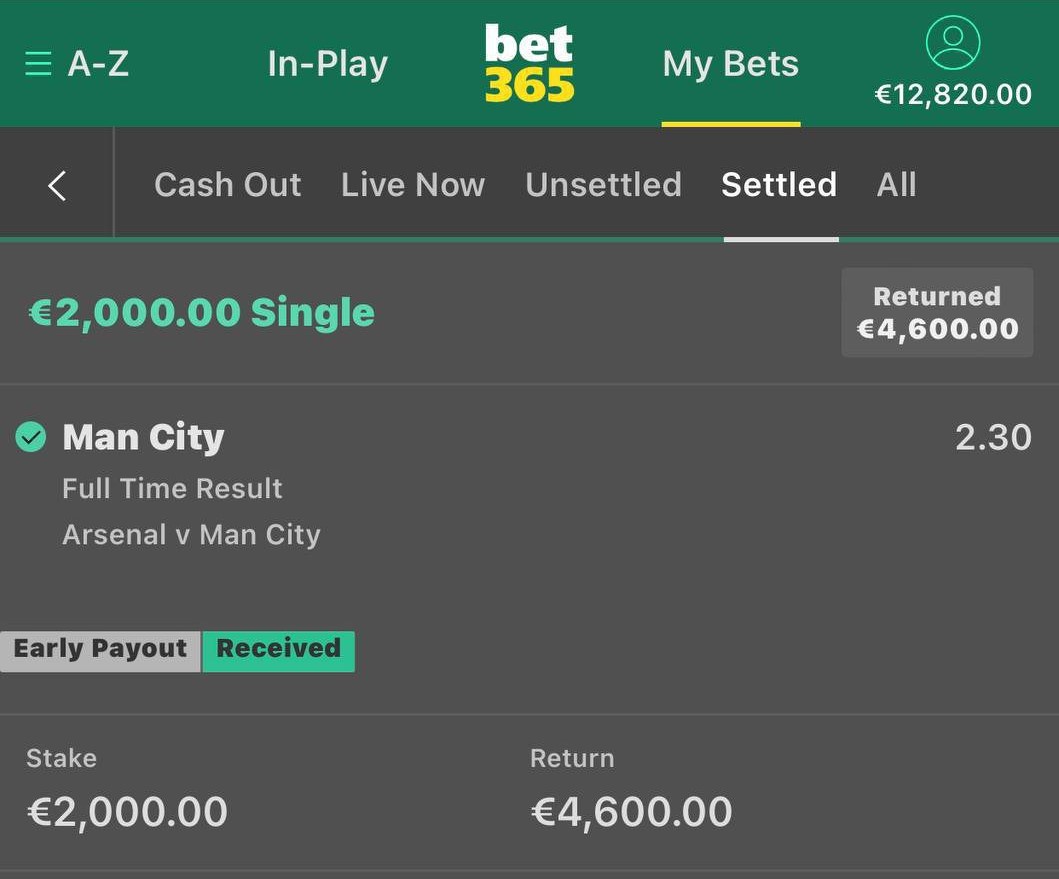 A-Z
In-Play
bet
365
My Bets
€12,820.00
Cash Out
Live Now
Unsettled
Settled
All
€2,000.00 Single
Returned
€4,600.00
Man City
2.30
Full Time Result
Arsenal v Man City
Early Payout
Received
Stake
Return
€2,000.00
€4,600.00